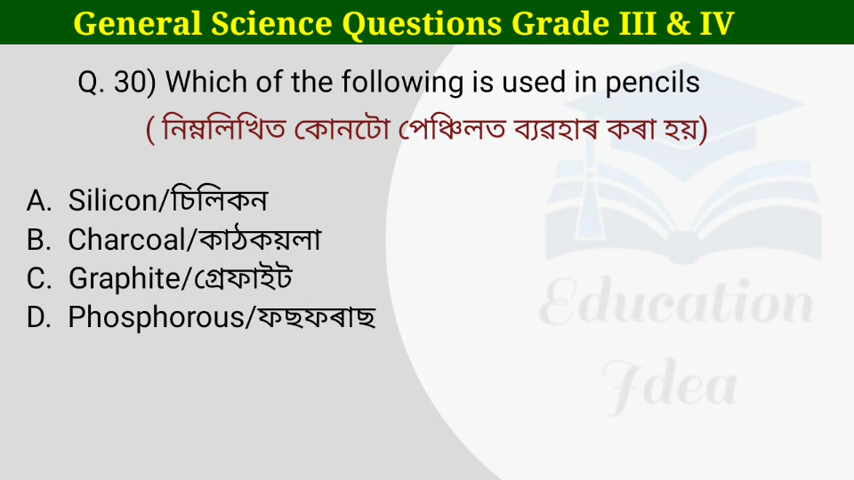 General Science Questions Grade III & IV
Q. 30) Which of the following is used in pencils
( নিম্নলিখিত কোনটো পেঞ্চিলত ব্যৱহাৰ কৰা হয়)
A. Silicon/চিলিকন
B. Charcoal/কাঠকয়লা
C. Graphite/গ্ৰেফাইট
D. Phosphorous/ফছফৰাছ
Education
Idea